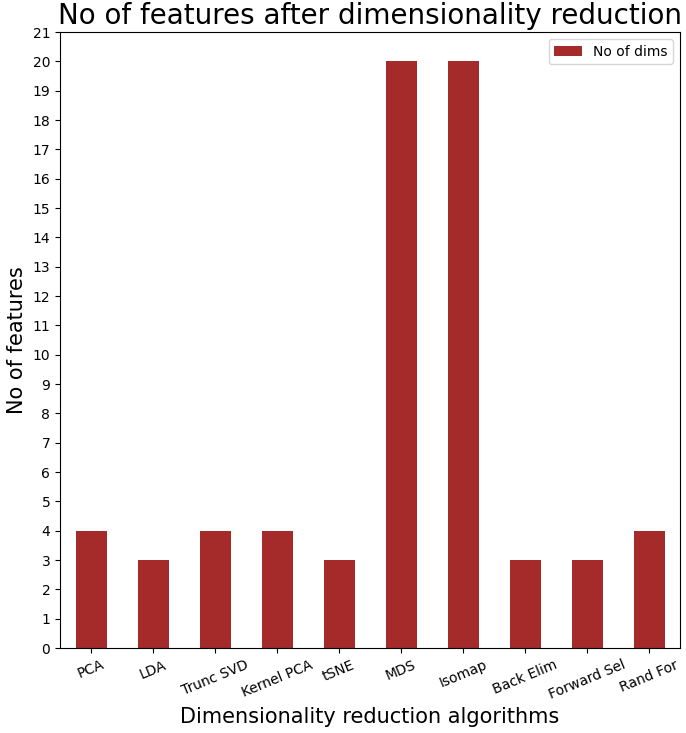 No of features after dimensionality reduction
No of dims
No of features
21
20
19
18
17
16
15
14
13
12
11
10
9
8
7
6
5
4
3
2
1
0
PCA
LDA
Trunc SVD
Kernel PCA
tSNE
MDS
Isomap
Back Elim
Forward Sel
Rand For
Dimensionality reduction algorithms